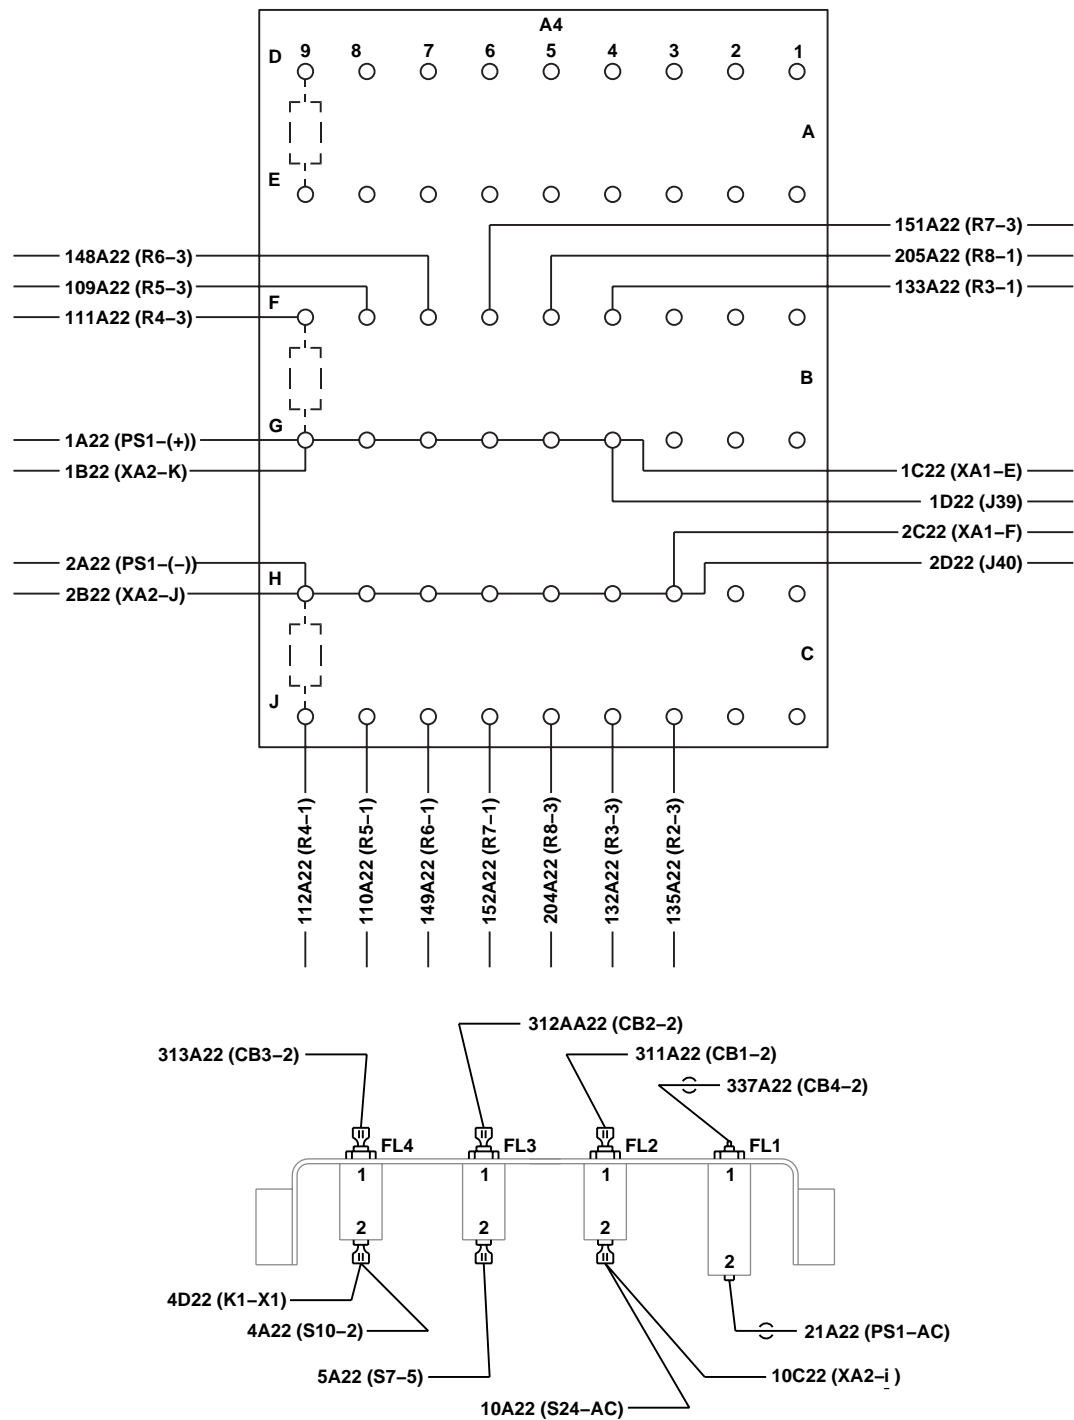 A4
D 9 8 7 6 5 4 3 2 1
A
E
151A22 (R7–3)
148A22 (R6–3) 205A22 (R8–1)
109A22 (R5–3) 133A22 (R3–1)
F
111A22 (R4–3)
B
G
1A22 (PS1–(+))
1B22 (XA2–K) 1C22 (XA1–E)
1D22 (J39)
2C22 (XA1–F)
2A22 (PS1–(–)) 2D22 (J40)
H
2B22 (XA2–J)
C
J
112A22 (R4–1)
110A22 (R5–1)
149A22 (R6–1)
152A22 (R7–1)
204A22 (R8–3)
132A22 (R3–3)
135A22 (R2–3)
312AA22 (CB2–2)
313A22 (CB3–2) 311A22 (CB1–2)
337A22 (CB4–2)
FL4 FL3 FL2 FL1
1 1 1 1
2 2 2
2
4D22 (K1–X1)
4A22 (S10–2) 21A22 (PS1–AC)
5A22 (S7–5) 10C22 (XA2–i )
10A22 (S24–AC)